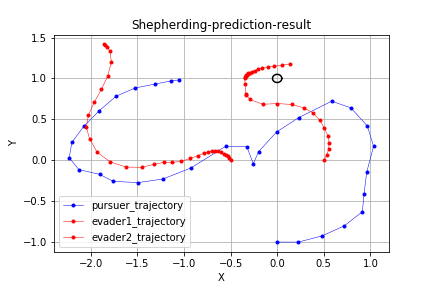 Shepherding-prediction-result
Y
1.5
1.0
0.5
0.0
−0.5
−1.0
pursuer_trajectory
evader1_trajectory
evader2_trajectory
−2.0 −1.5 −1.0 −0.5 0.0 0.5 1.0
X